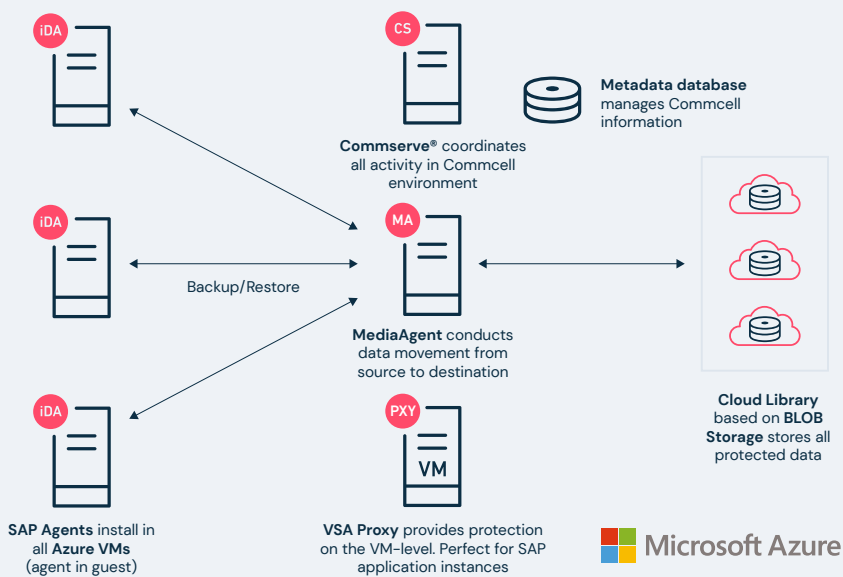 iDA
CS
Metadata database
manages Commcell
information
Commserve® coordinates
all activity in Commcell
environment
iDA
MA
Backup/Restore
MediaAgent conducts
data movement from
source to destination
iDA
PXY
VM
Cloud Library
based on BLOB
Storage stores all
protected data
SAP Agents install in
all Azure VMs
(agent in guest)
VSA Proxy provides protection
on the VM-level. Perfect for SAP
application instances
Microsoft Azure